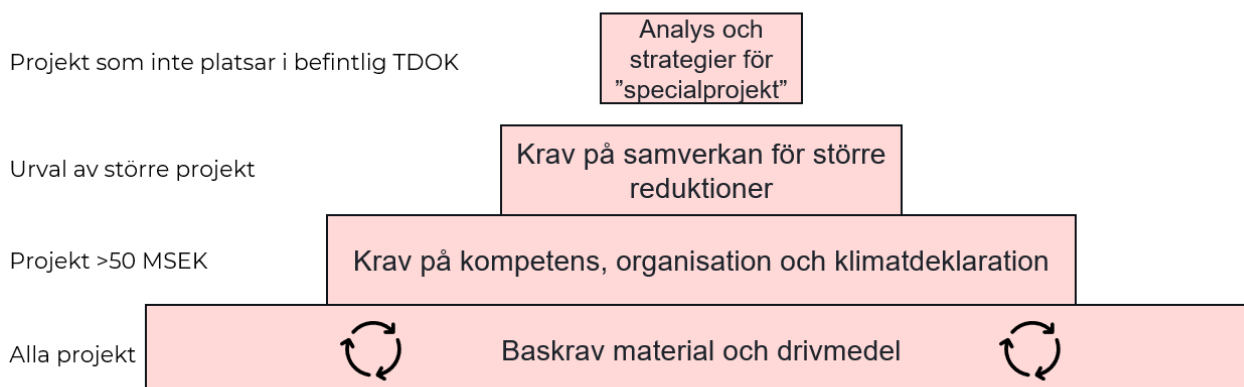 Projekt som inte platsar i befintlig TDOK
Analys och
strategier för
”specialprojekt”
Urval av större projekt
Krav på samverkan för större
reduktioner
Projekt >50 MSEK
Krav på kompetens, organisation och klimatdeklaration
Alla projekt
Baskrav material och drivmedel